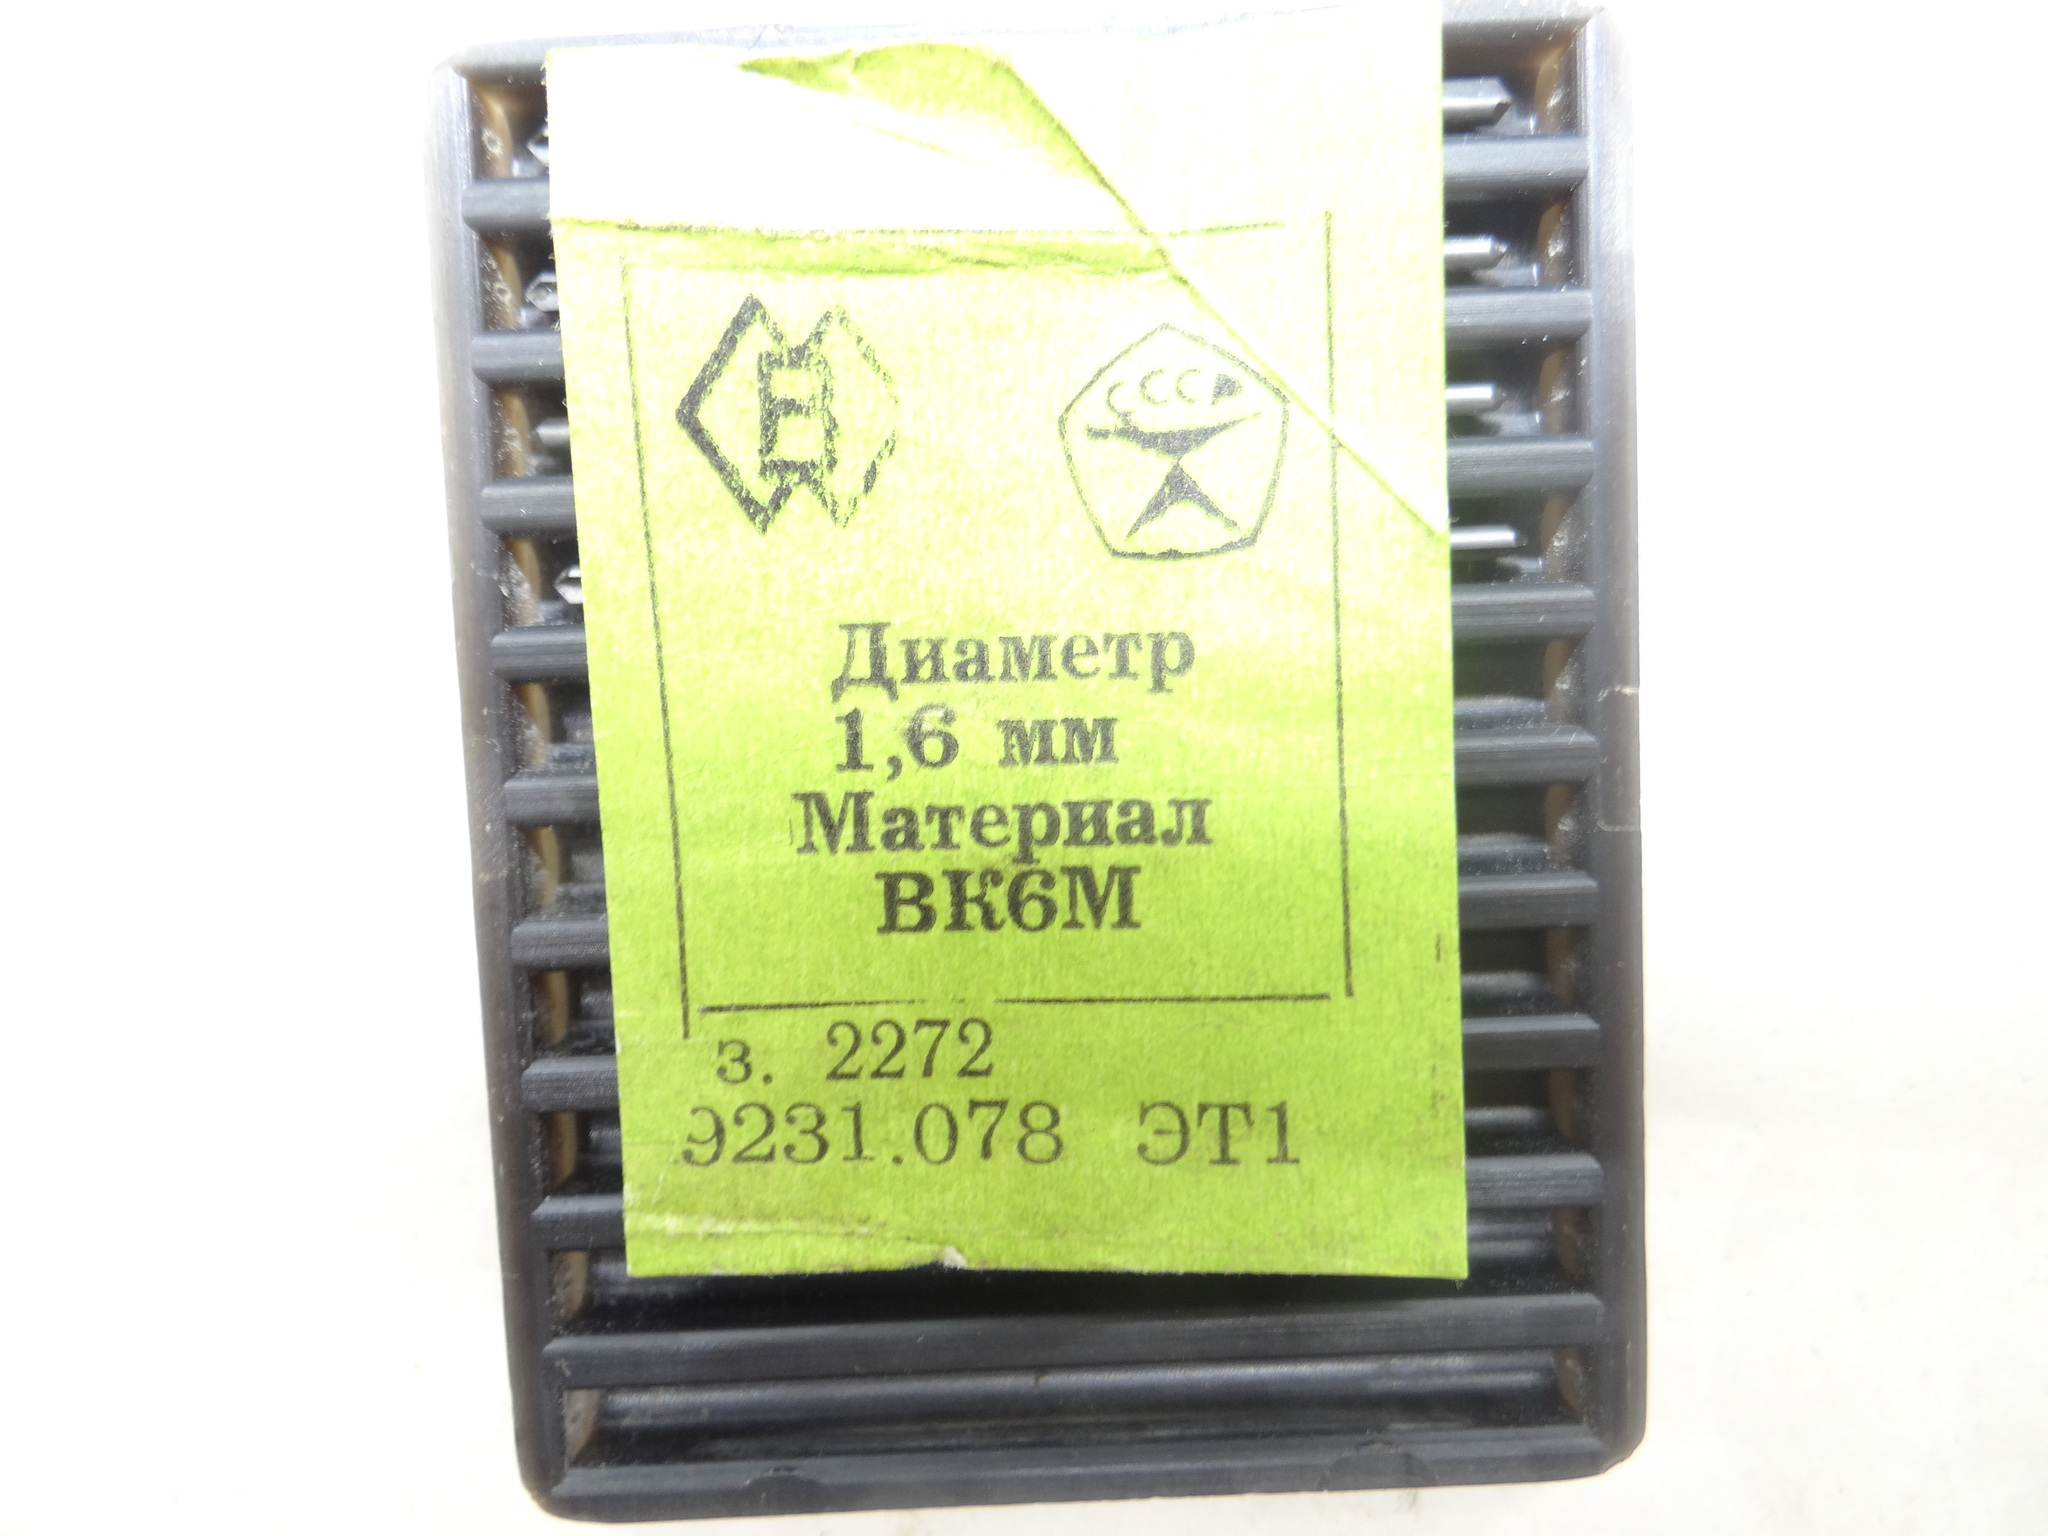 СССР
Диаметр
1,6 мм
Материал
ВК6М
з. 2272
9231.078 ЭТ1